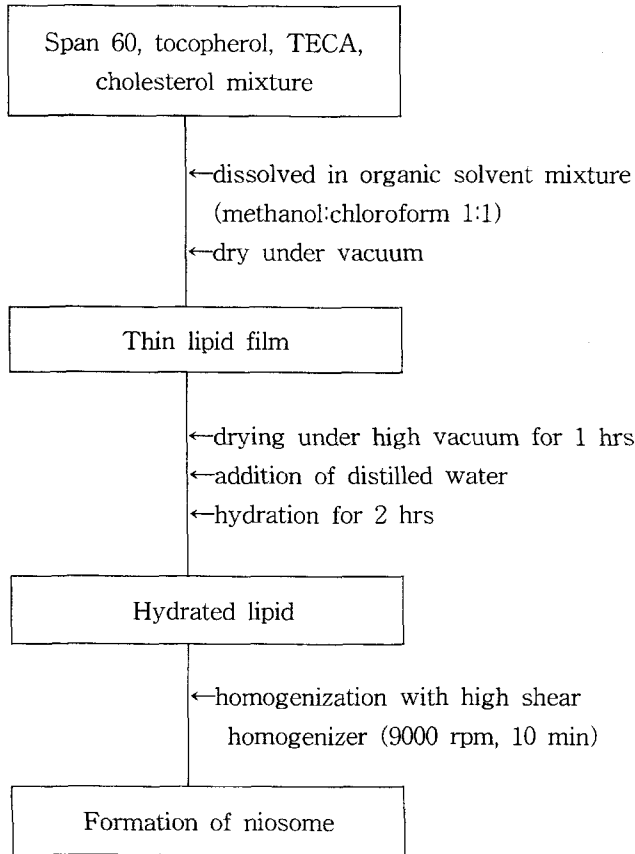 Span 60, tocopherol, TECA,
cholesterol mixture
←dissolved in organic solvent mixture
(methanol:chloroform 1:1)
←dry under vacuum
Thin lipid film
←drying under high vacuum for 1 hrs
←addition of distilled water
←hydration for 2 hrs
Hydrated lipid
←homogenization with high shear
homogenizer (9000 rpm, 10 min)
Formation of niosome